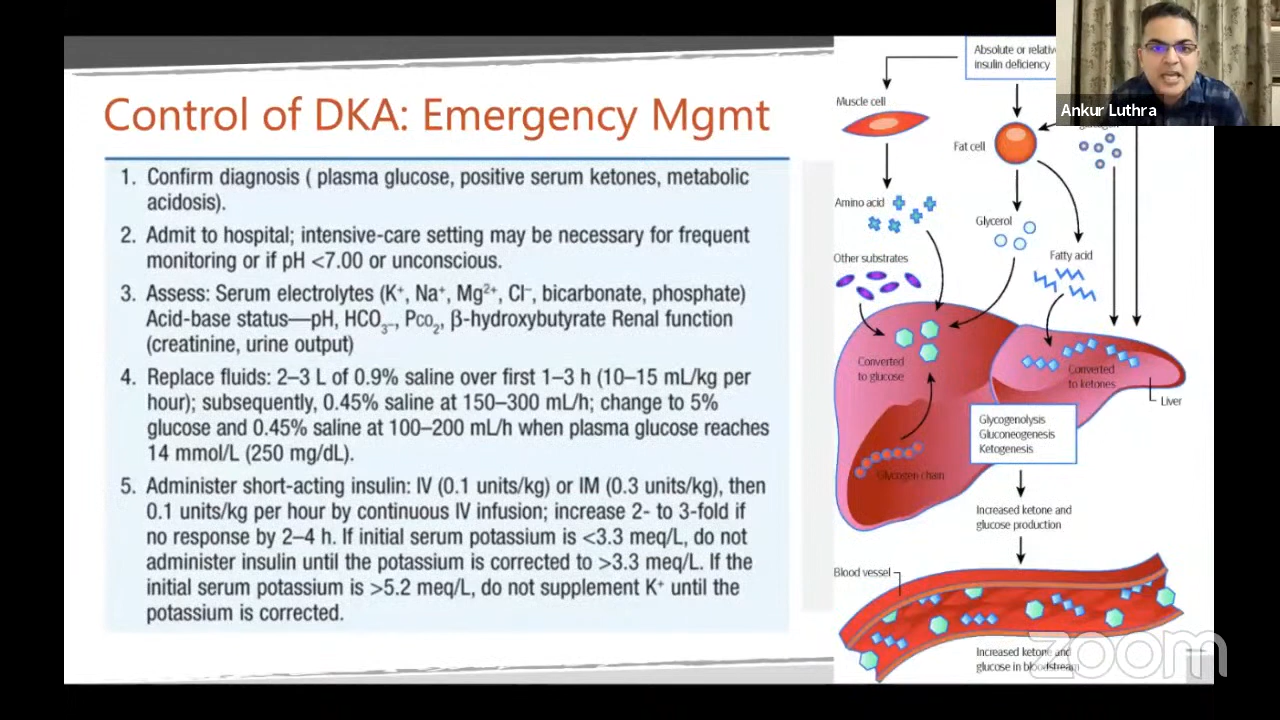 Control of DKA: Emergency Mgmt
1. Confirm diagnosis ( plasma glucose, positive serum ketones, metabolic
acidosis).
2. Admit to hospital; intensive-care setting may be necessary for frequent
monitoring or if pH <7.00 or unconscious.
3. Assess: Serum electrolytes (K⁺, Na⁺, Mg²⁺, Cl⁻, bicarbonate, phosphate)
Acid-base status—pH, HCO₃₋, Pco₂, β-hydroxybutyrate Renal function
(creatinine, urine output)
4. Replace fluids: 2–3 L of 0.9% saline over first 1–3 h (10–15 mL/kg per
hour); subsequently, 0.45% saline at 150–300 mL/h; change to 5%
glucose and 0.45% saline at 100–200 mL/h when plasma glucose reaches
14 mmol/L (250 mg/dL).
5. Administer short-acting insulin: IV (0.1 units/kg) or IM (0.3 units/kg), then
0.1 units/kg per hour by continuous IV infusion; increase 2- to 3-fold if
no response by 2–4 h. If initial serum potassium is <3.3 meq/L, do not
administer insulin until the potassium is corrected to >3.3 meq/L. If the
initial serum potassium is >5.2 meq/L, do not supplement K⁺ until the
potassium is corrected.
Absolute or
insulin deficiency
Ankur Luthra
Muscle cell
Fat cell
Amino acid
Glycerol
Other substrates
Fatty acid
Converted
to glucose
Converted
to ketones
Liver
Glycogen chain
Glycogenolysis
Gluconeogenesis
Ketogenesis
Increased ketone and
glucose production
Blood vessel
Increased ketone and
glucose in bloodstream
zoom